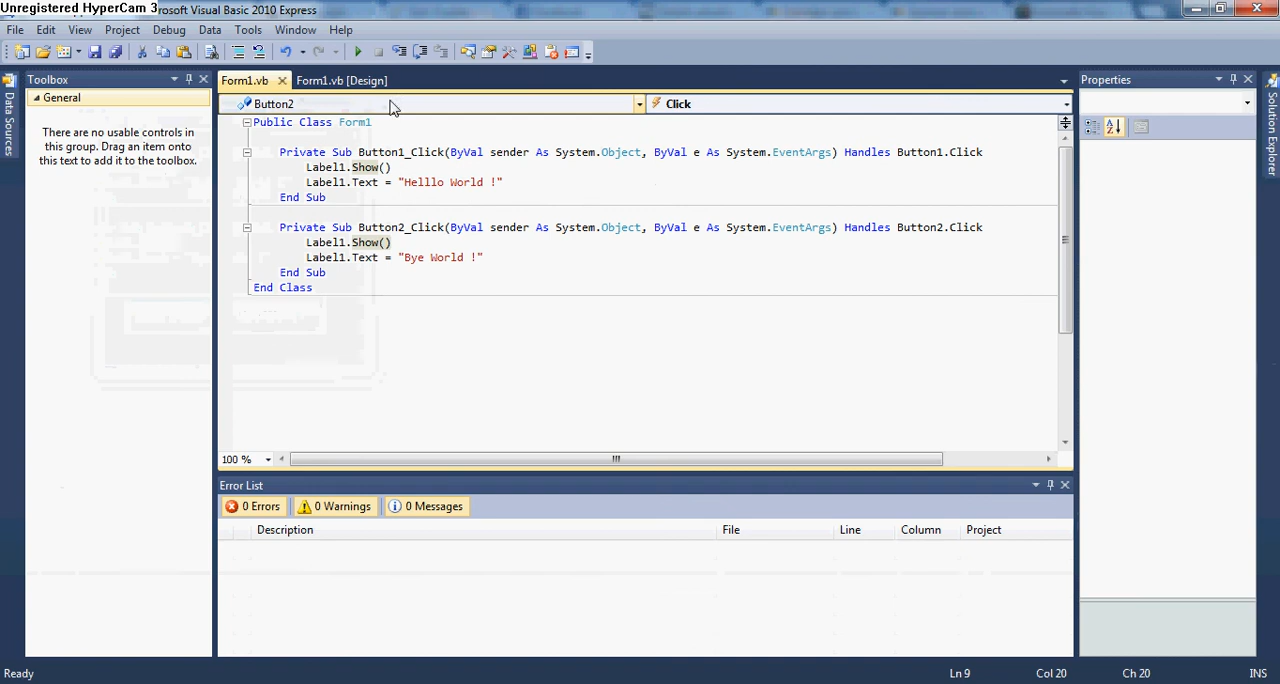 Unregistered HyperCam 3
rosoft Visual Basic 2010 Express
File Edit View Project Debug Data Tools Window Help
Toolbox
Form1.vb
Form1.vb [Design]
Properties
Data Sources
General
There are no usable controls in
this group. Drag an item onto
this text to add it to the toolbox.
Button2
Click
Solution Explorer
Public Class Form1
Private Sub Button1_Click(ByVal sender As System.Object, ByVal e As System.EventArgs) Handles Button1.Click
Label1.Show()
Label1.Text = "Helllo World !"
End Sub
Private Sub Button2_Click(ByVal sender As System.Object, ByVal e As System.EventArgs) Handles Button2.Click
Label1.Show()
Label1.Text = "Bye World !"
End Sub
End Class
100 %
Error List
0 Errors
0 Warnings
0 Messages
Description File Line Column Project
Ready
Ln 9 Col 20 Ch 20 INS